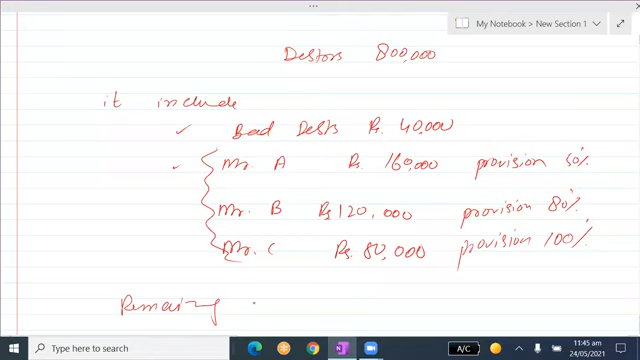 My Notebook > New Section 1
Debtors 800,000
it include
Bad Debts Rs. 40,000
Mr. A Rs. 160,000 provision 50%
Mr. B Rs 120,000 provision 80%
Mr. C Rs. 80,000 provision 100%
Remaining
Type here to search
A/C
11:45 am
24/05/2021